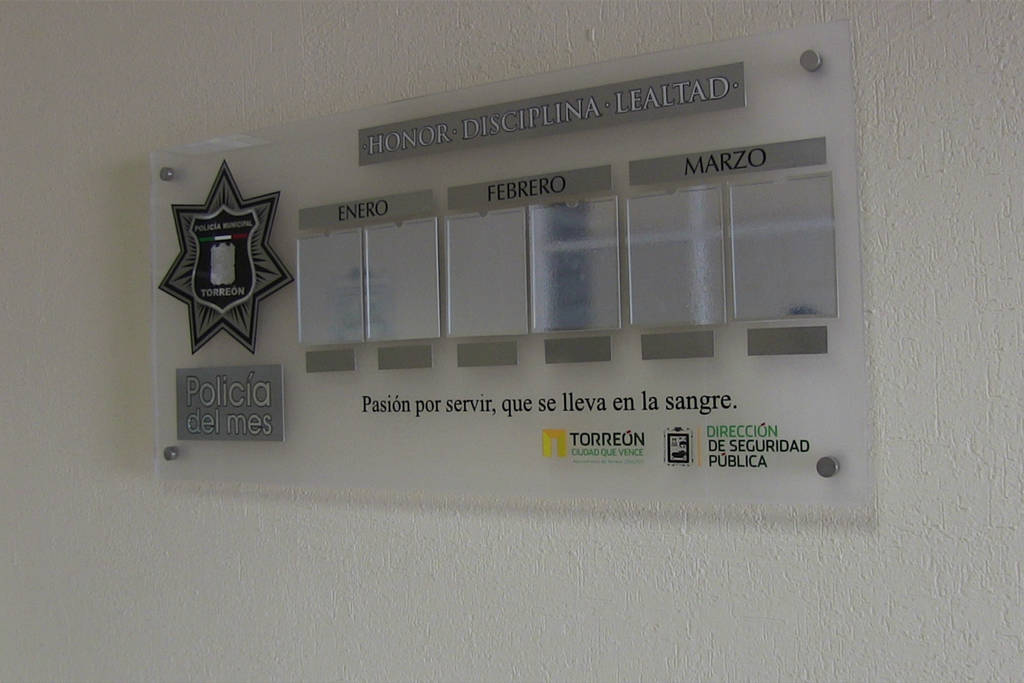 ·HONOR·DISCIPLINA·LEALTAD·
ENERO
FEBRERO
MARZO
POLICÍA MUNICIPAL
TORREÓN
Policía
del mes
Pasión por servir, que se lleva en la sangre.
TORREÓN
CIUDAD QUE VENCE
DIRECCIÓN
DE SEGURIDAD
PÚBLICA